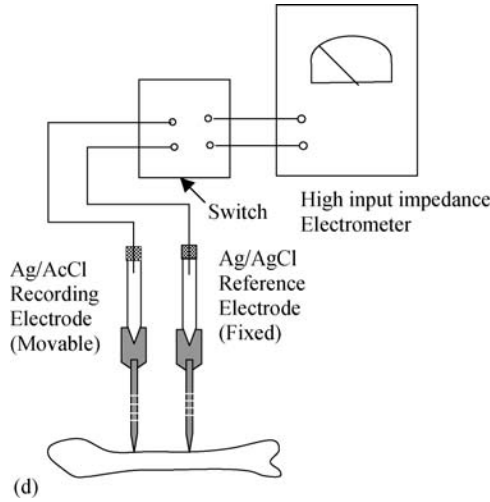 High input impedance
Electrometer
Switch
Ag/AcCl
Recording
Electrode
(Movable)
Ag/AgCl
Reference
Electrode
(Fixed)
(d)